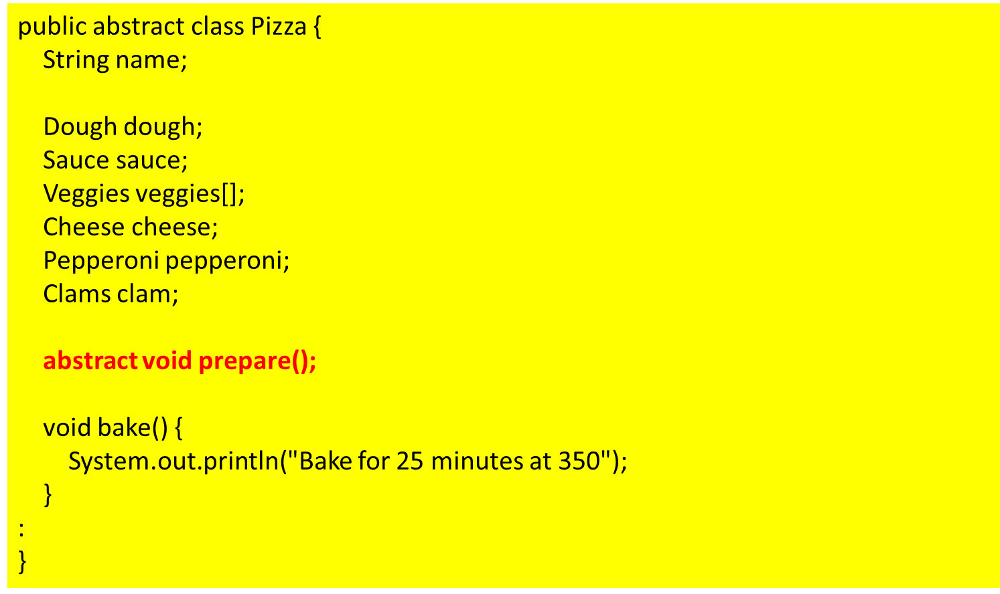 public abstract class Pizza {
String name;
Dough dough;
Sauce sauce;
Veggies veggies[];
Cheese cheese;
Pepperoni pepperoni;
Clams clam;
abstract void prepare();
void bake() {
System.out.println("Bake for 25 minutes at 350");
}
:
}